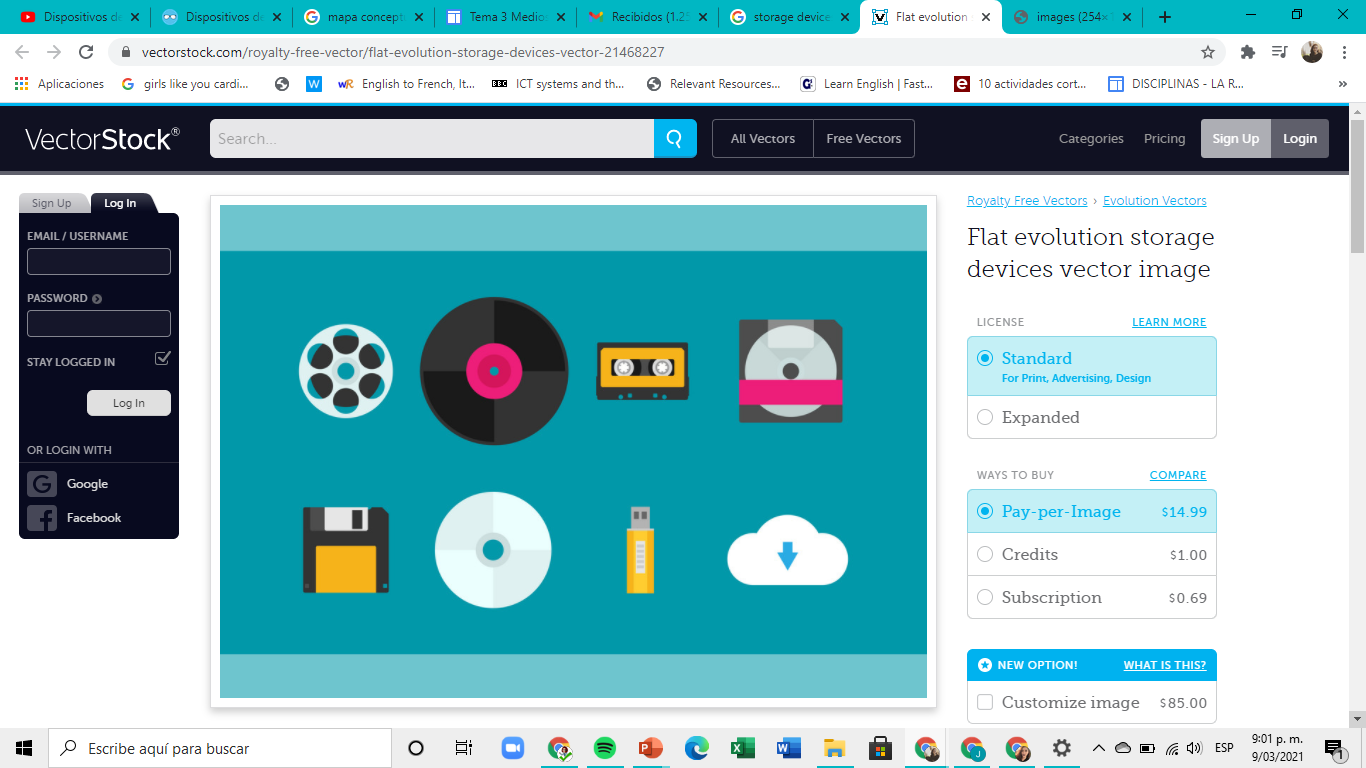 Dispositivos de
Dispositivos de
mapa concept
Tema 3 Medio
Recibidos (1.25
storage device
Flat evolution
images (254×
vectorstock.com/royalty-free-vector/flat-evolution-storage-devices-vector-21468227
Aplicaciones
girls like you cardi...
English to French, It...
ICT systems and th...
Relevant Resources...
Learn English | Fast...
10 actividades cort...
DISCIPLINAS - LA R...
VectorStock®
Search...
All Vectors
Free Vectors
Categories
Pricing
Sign Up
Login
Sign Up
Log In
EMAIL / USERNAME
PASSWORD
STAY LOGGED IN
Log In
OR LOGIN WITH
Google
Facebook
Royalty Free Vectors › Evolution Vectors
Flat evolution storage
devices vector image
LICENSE
LEARN MORE
Standard
For Print, Advertising, Design
Expanded
WAYS TO BUY
COMPARE
Pay-per-Image $14.99
Credits $1.00
Subscription $0.69
NEW OPTION!
WHAT IS THIS?
Customize image $85.00
Escribe aquí para buscar
ESP
9:01 p. m.
9/03/2021
1